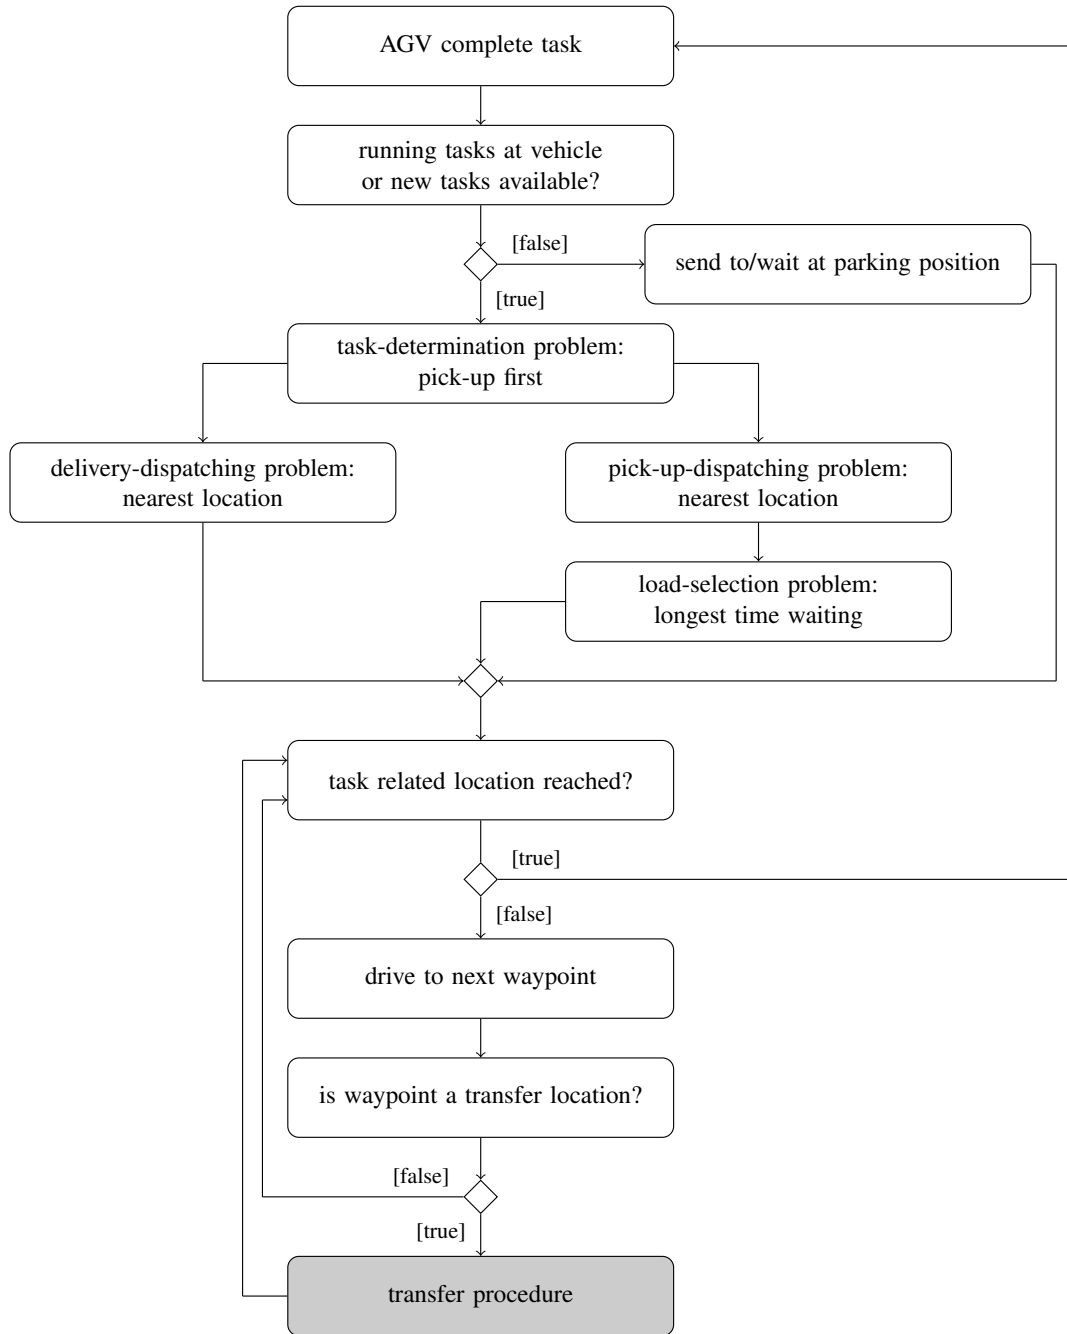 AGV complete task
running tasks at vehicle
or new tasks available?
[false]
send to/wait at parking position
[true]
task-determination problem:
pick-up first
delivery-dispatching problem:
nearest location
pick-up-dispatching problem:
nearest location
load-selection problem:
longest time waiting
task related location reached?
[true]
[false]
drive to next waypoint
is waypoint a transfer location?
[false]
[true]
transfer procedure